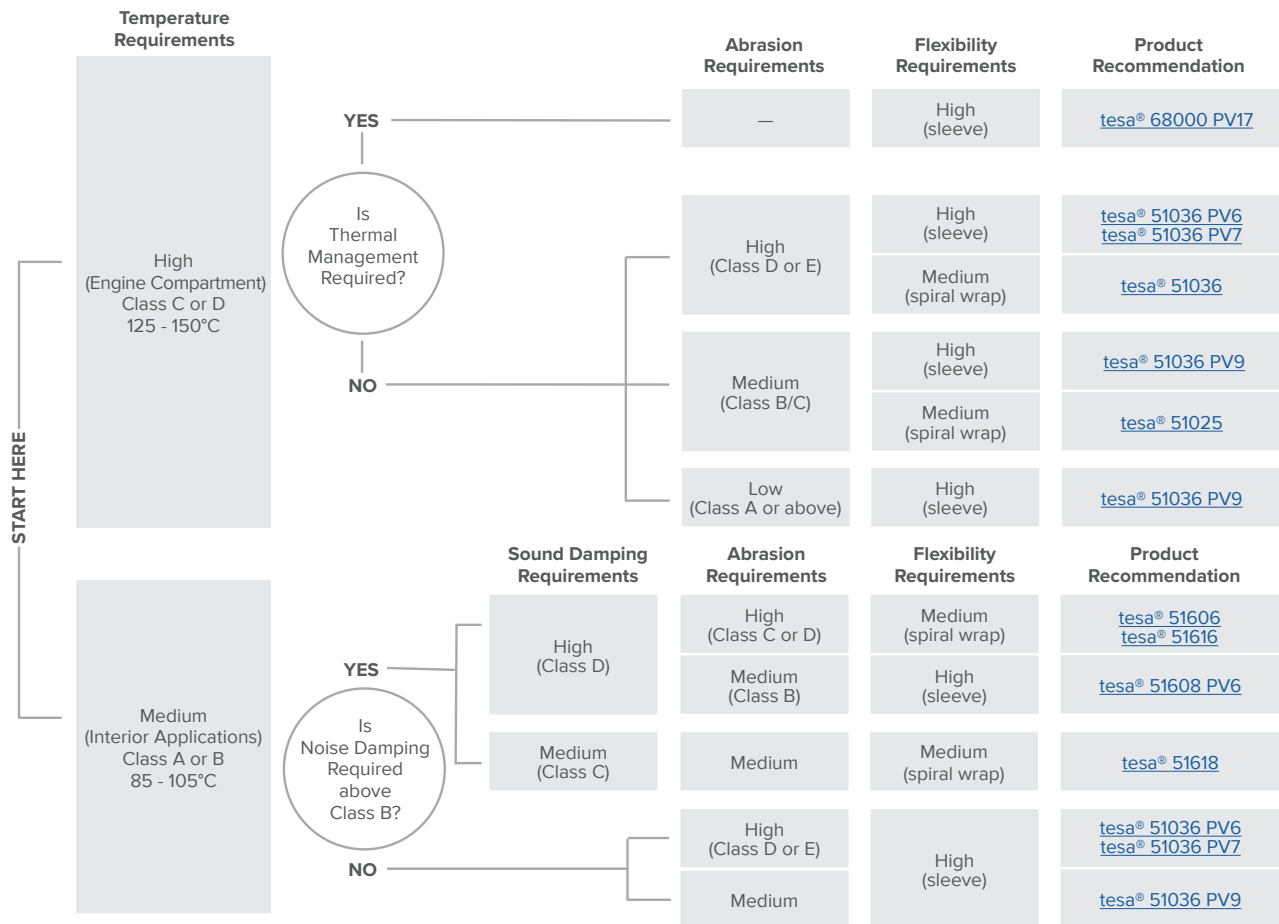 Temperature
Requirements
Abrasion
Requirements
Flexibility
Requirements
Product
Recommendation
START HERE
High
(Engine Compartment)
Class C or D
125 - 150°C
YES
Is
Thermal
Management
Required?
NO
—
High
(sleeve)
tesa® 68000 PV17
High
(Class D or E)
High
(sleeve)
tesa® 51036 PV6
tesa® 51036 PV7
Medium
(spiral wrap)
tesa® 51036
Medium
(Class B/C)
High
(sleeve)
tesa® 51036 PV9
Medium
(spiral wrap)
tesa® 51025
Low
(Class A or above)
High
(sleeve)
tesa® 51036 PV9
Sound Damping
Requirements
Abrasion
Requirements
Flexibility
Requirements
Product
Recommendation
Medium
(Interior Applications)
Class A or B
85 - 105°C
YES
Is
Noise Damping
Required
above
Class B?
NO
High
(Class D)
High
(Class C or D)
Medium
(spiral wrap)
tesa® 51606
tesa® 51616
Medium
(Class B)
High
(sleeve)
tesa® 51608 PV6
Medium
(Class C)
Medium
Medium
(spiral wrap)
tesa® 51618
High
(Class D or E)
High
(sleeve)
tesa® 51036 PV6
tesa® 51036 PV7
Medium
tesa® 51036 PV9